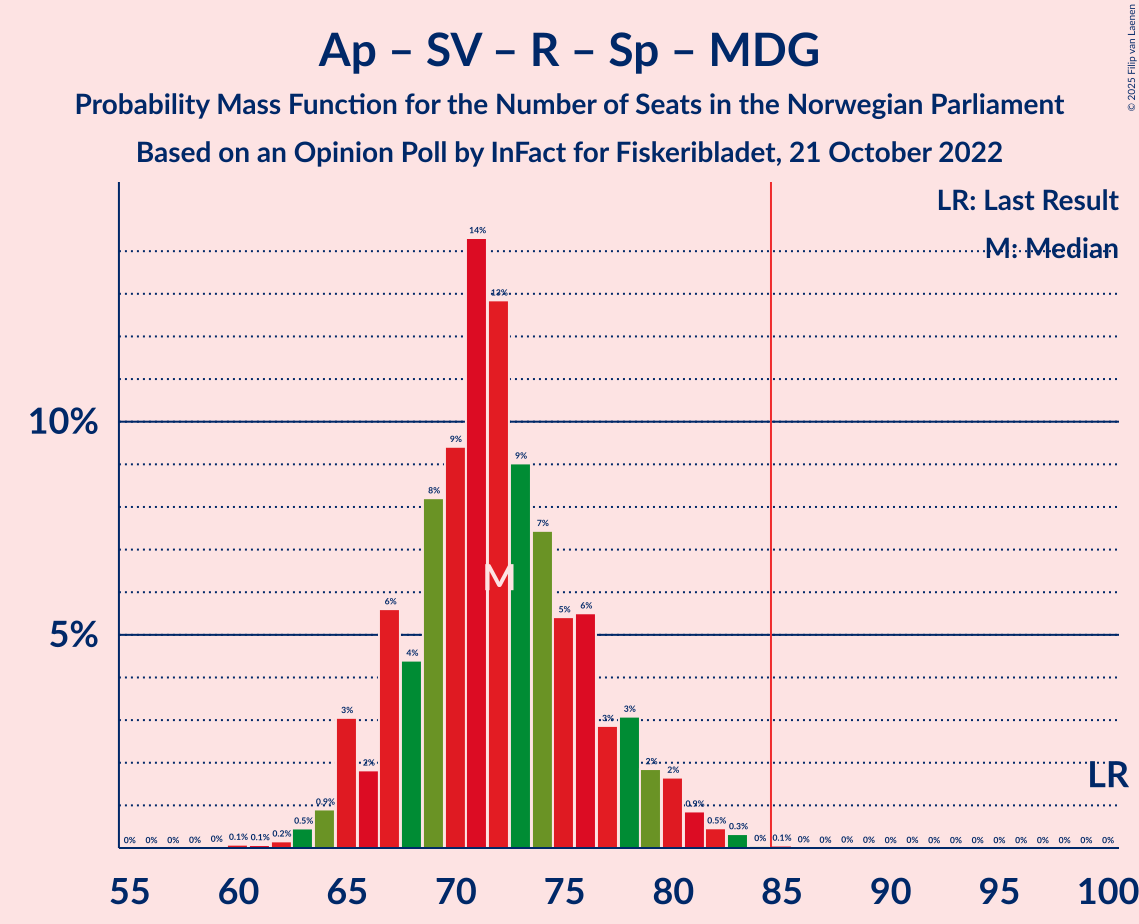 Ap – SV – R – Sp – MDG
Probability Mass Function for the Number of Seats in the Norwegian Parliament
Based on an Opinion Poll by InFact for Fiskeribladet, 21 October 2022
© 2025 Filip van Laenen
LR: Last Result
M: Median
10%
5%
0% 0% 0% 0% 0% 0.1% 0.1% 0.2% 0.5% 0.9% 3% 2% 6% 4% 8% 9% 14% 13% 9% 7% 5% 6% 3% 3% 2% 2% 0.9% 0.5% 0.3% 0% 0.1% 0% 0% 0% 0% 0% 0% 0% 0% 0% 0% 0% 0% 0% 0% 0%
M
LR
55 60 65 70 75 80 85 90 95 100